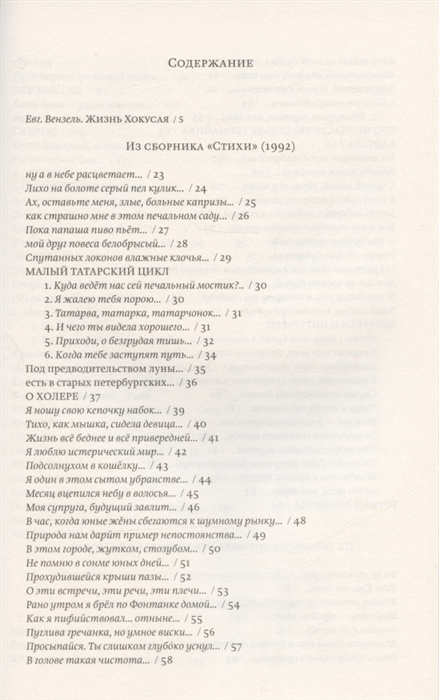 Содержание
Евг. Вензель. Жизнь Хокусая / 5
Из сборника «Стихи» (1992)
ну а в небе расцветает... / 23
Лихо на болоте серый пел кулик... / 24
Ах, оставьте меня, злые, больные капризы... / 25
как страшно мне в этом печальном саду... / 26
Пока папаша пиво пьёт... / 27
мой друг повеса белобрысый... / 28
Спутанных локонов влажные клочья... / 29
МАЛЫЙ ТАТАРСКИЙ ЦИКЛ
1. Куда ведёт нас сей печальный мостик?.. / 30
2. Я жалею тебя порою... / 30
3. Татарва, татарка, татарчонок... / 31
4. И чего ты видела хорошего... / 31
5. Приходи, о безгрудая тишь... / 32
6. Когда тебе заступят путь... / 34
Под предводительством луны... / 35
есть в старых петербургских... / 36
О ХОЛЕРЕ / 37
Я ношу свою кепочку набок... / 39
Тихо, как мышка, сидела девица... / 40
Жизнь всё беднее и всё привередней... / 41
Я люблю истерический мир... / 42
Подсолнухом в кошёлку... / 43
Я один в этом сытом убранстве... / 44
Месяц вцепился небу в волосья... / 45
Моя супруга, будущий завлит... / 46
В час, когда юные жёны сбегаются к шумному рынку... / 48
Природа нам дарит пример непостоянства... / 49
В этом городе, жутком, стозубом... / 50
Не помню в сонме юных дней... / 51
Прохудившейся крыши пазы... / 52
О эти встречи, эти речи, эти плечи... / 53
Рано утром я брёл по Фонтанке домой... / 54
Как я пифийствовал... отныне... / 55
Пуглива гречанка, но умное виски... / 56
Просыпайся. Ты слишком глубо́ко уснул... / 57
В голове такая чистота... / 58